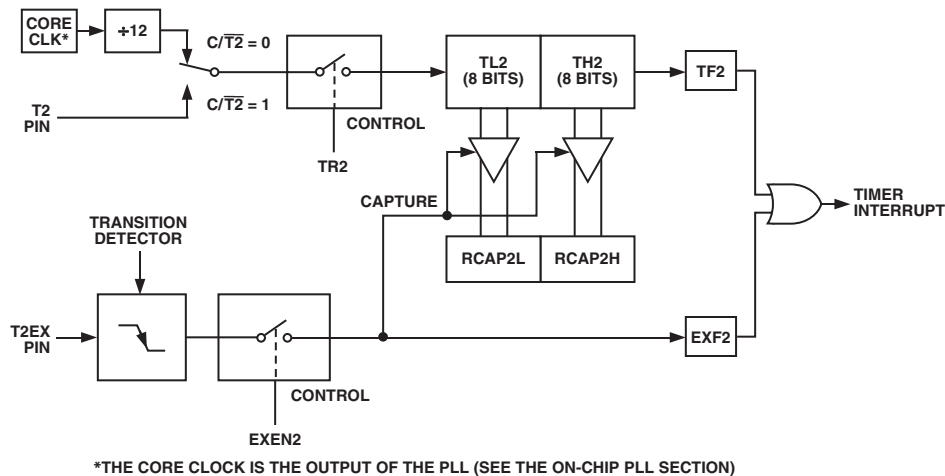 CORE
CLK*
÷12
C/T2̅ = 0
C/T2̅ = 1
T2
PIN
CONTROL
TR2
TL2
(8 BITS)
TH2
(8 BITS)
TF2
CAPTURE
TIMER
INTERRUPT
TRANSITION
DETECTOR
RCAP2L
RCAP2H
T2EX
PIN
EXF2
CONTROL
EXEN2
*THE CORE CLOCK IS THE OUTPUT OF THE PLL (SEE THE ON-CHIP PLL SECTION)